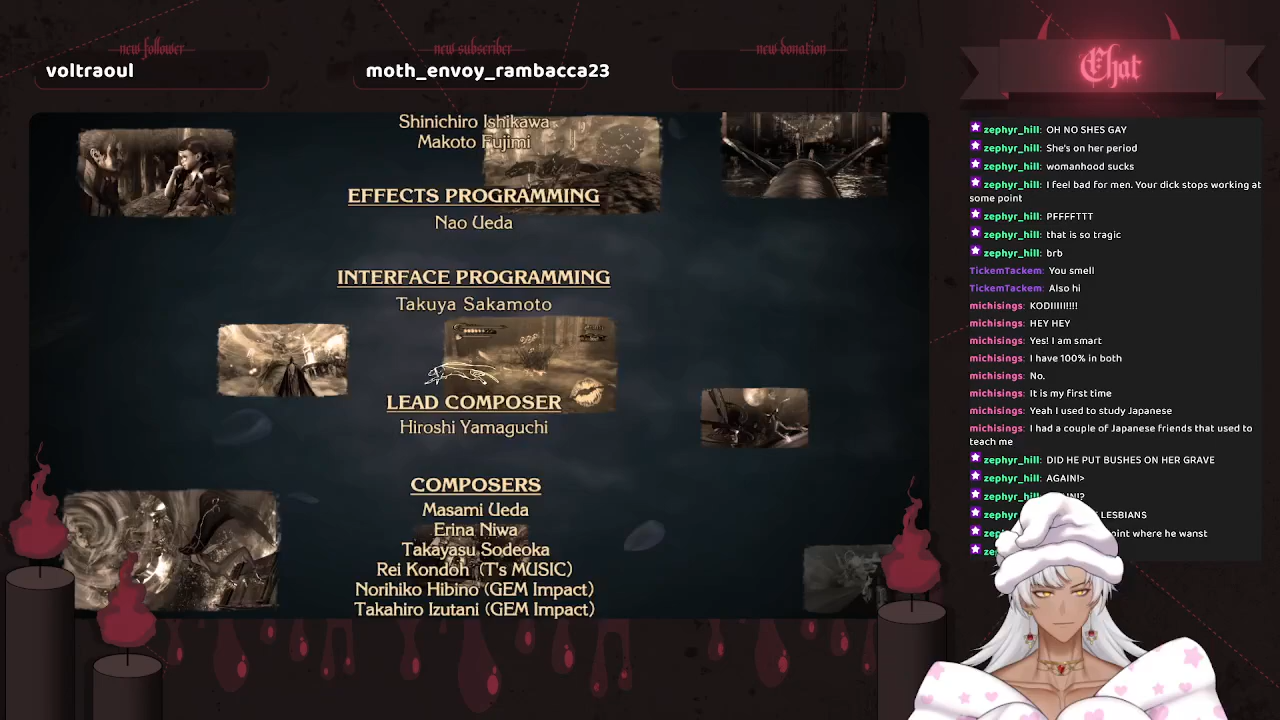 new follower
voltraoul
new subscriber
moth_envoy_rambacca23
new donation
Chat
Shinichiro Ishikawa
Makoto Fujimi
EFFECTS PROGRAMMING
Nao Ueda
INTERFACE PROGRAMMING
Takuya Sakamoto
LEAD COMPOSER
Hiroshi Yamaguchi
COMPOSERS
Masami Ueda
Erina Niwa
Takayasu Sodeoka
Rei Kondoh (T's MUSIC)
Norihiko Hibino (GEM Impact)
Takahiro Izutani (GEM Impact)
zephyr_hill: OH NO SHES GAY
zephyr_hill: She's on her period
zephyr_hill: womanhood sucks
zephyr_hill: I feel bad for men. Your dick stops working at
some point
zephyr_hill: PFFFFTTT
zephyr_hill: that is so tragic
zephyr_hill: brb
TickemTackem: You smell
TickemTackem: Also hi
michisings: KODIIIII!!!!
michisings: HEY HEY
michisings: Yes! I am smart
michisings: I have 100% in both
michisings: No.
michisings: It is my first time
michisings: Yeah I used to study Japanese
michisings: I had a couple of Japanese friends that used to
teach me
zephyr_hill: DID HE PUT BUSHES ON HER GRAVE
zephyr_hill: AGAIN!>
zephyr_hi
zephyr LESBIANS
where he wanst